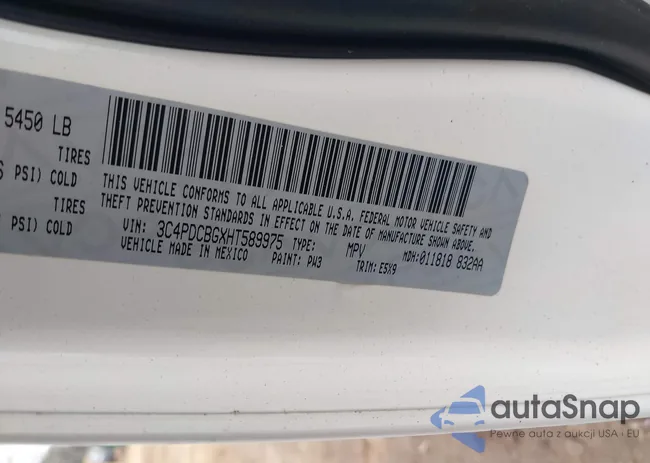 5450 LB
TIRES
PSI) COLD
TIRES
PSI) COLD
THIS VEHICLE CONFORMS TO ALL APPLICABLE U.S.A. FEDERAL MOTOR VEHICLE SAFETY AND
THEFT PREVENTION STANDARDS IN EFFECT ON THE DATE OF MANUFACTURE SHOWN ABOVE.
VIN: 3C4PDCBGXHT589975 TYPE: MPV MDH:011818 832AA
VEHICLE MADE IN MEXICO PAINT: PW3 TRIM: E5X9
autaSnap
Pewne auta z aukcji USA i EU